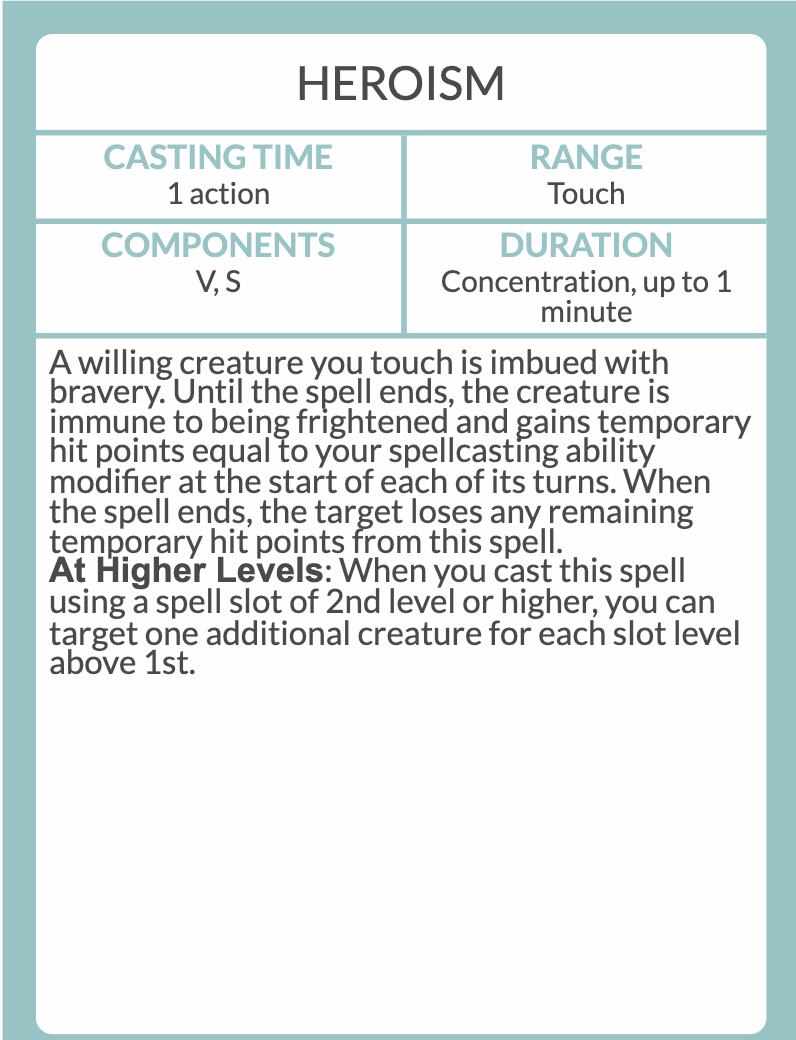 HEROISM
CASTING TIME
1 action
RANGE
Touch
COMPONENTS
V, S
DURATION
Concentration, up to 1
minute
A willing creature you touch is imbued with
bravery. Until the spell ends, the creature is
immune to being frightened and gains temporary
hit points equal to your spellcasting ability
modifier at the start of each of its turns. When
the spell ends, the target loses any remaining
temporary hit points from this spell.
At Higher Levels: When you cast this spell
using a spell slot of 2nd level or higher, you can
target one additional creature for each slot level
above 1st.